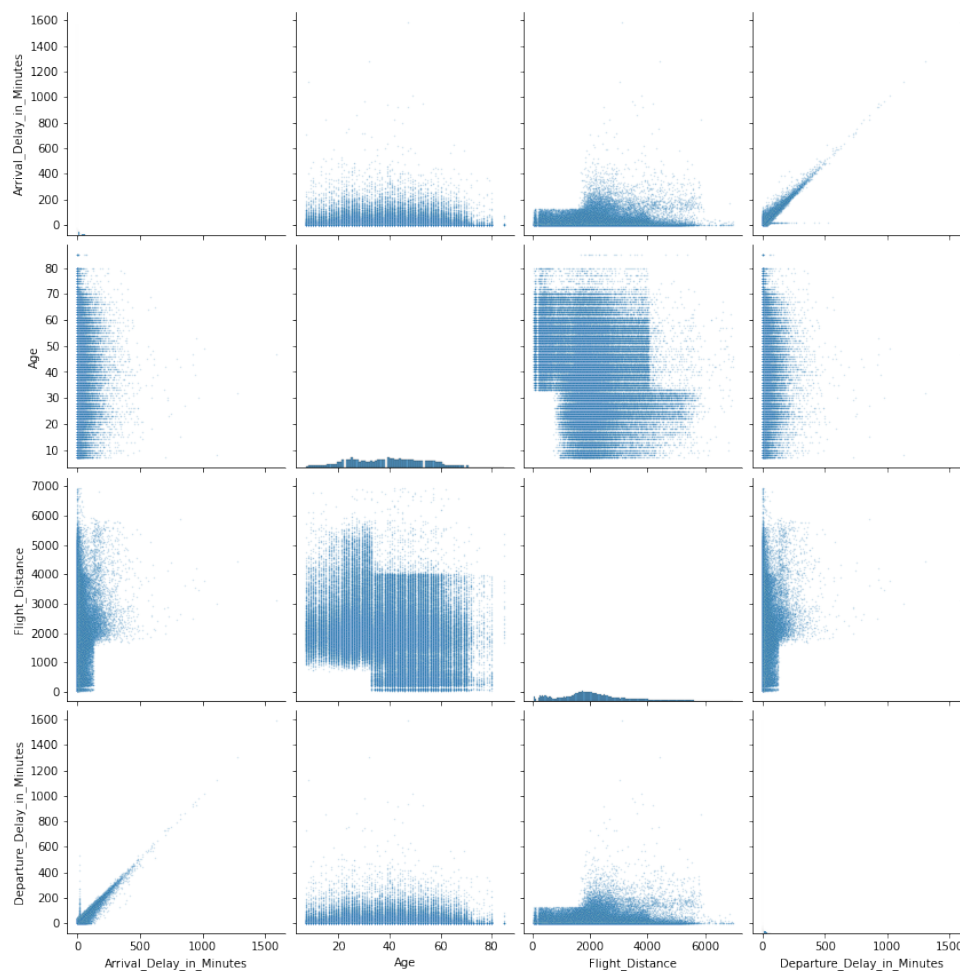 Arrival_Delay_in_Minutes
1600
1400
1200
1000
800
600
400
200
0
Age
80
70
60
50
40
30
20
10
Flight_Distance
7000
6000
5000
4000
3000
2000
1000
0
Departure_Delay_in_Minutes
1600
1400
1200
1000
800
600
400
200
0
0 500 1000 1500
20 40 60 80
0 2000 4000 6000
0 500 1000 1500
Arrival_Delay_in_Minutes
Age
Flight_Distance
Departure_Delay_in_Minutes